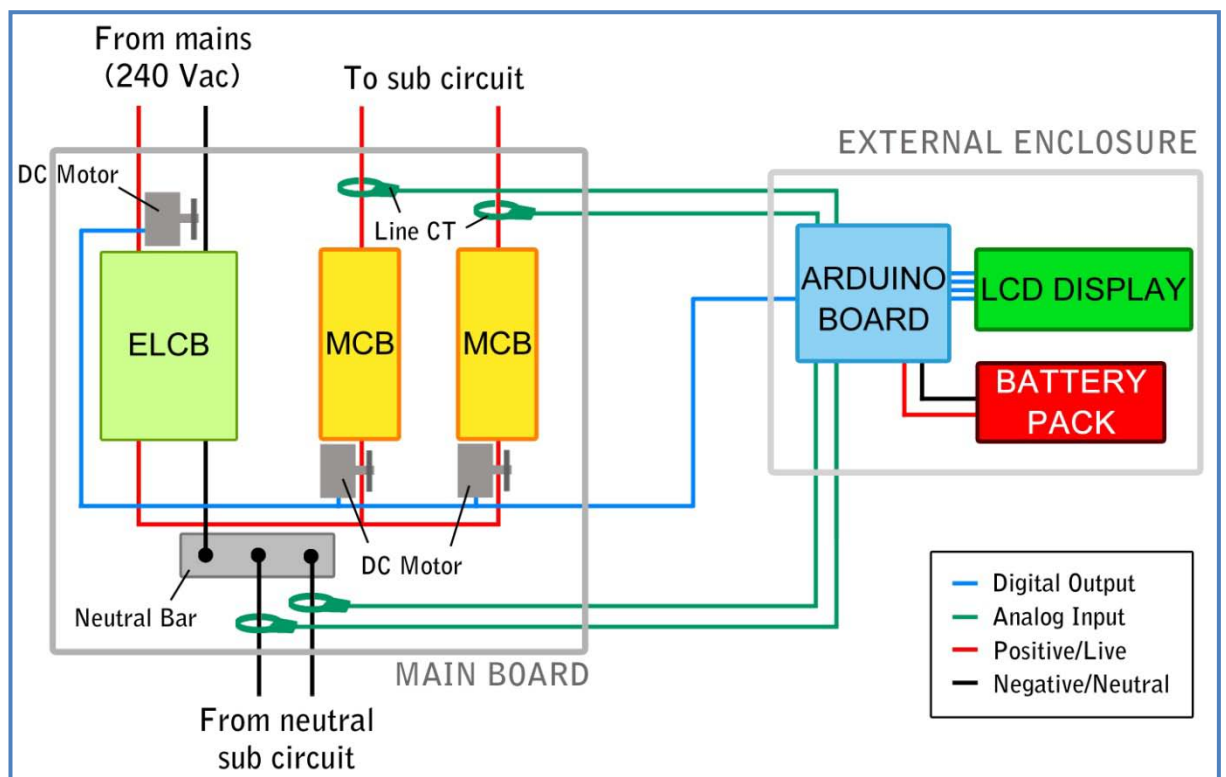 From mains
(240 Vac)
To sub circuit
EXTERNAL ENCLOSURE
DC Motor
Line CT
ARDUINO
BOARD
LCD DISPLAY
ELCB
MCB
MCB
BATTERY
PACK
DC Motor
Neutral Bar
MAIN BOARD
From neutral
sub circuit
Digital Output
Analog Input
Positive/Live
Negative/Neutral